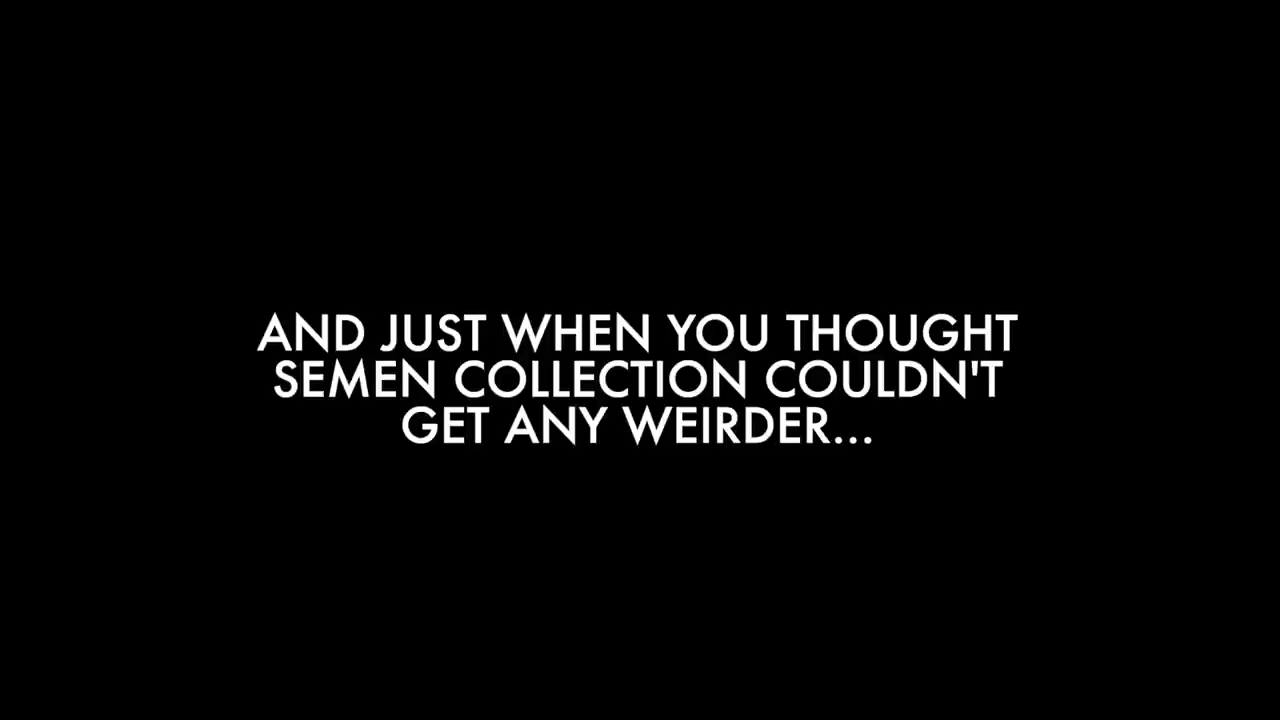 AND JUST WHEN YOU THOUGHT
SEMEN COLLECTION COULDN'T
GET ANY WEIRDER...